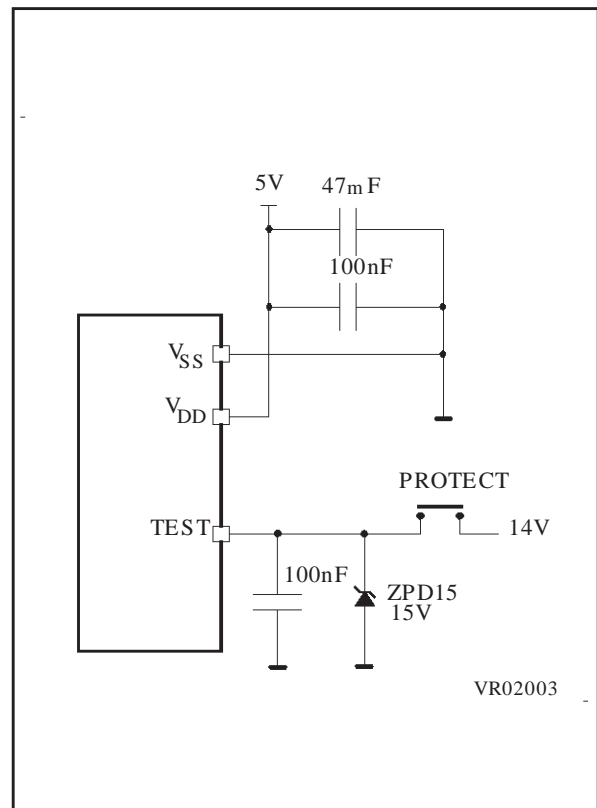 5V
47mF
100nF
VSS
VDD
PROTECT
TEST
14V
100nF
ZPD15
15V
VR02003